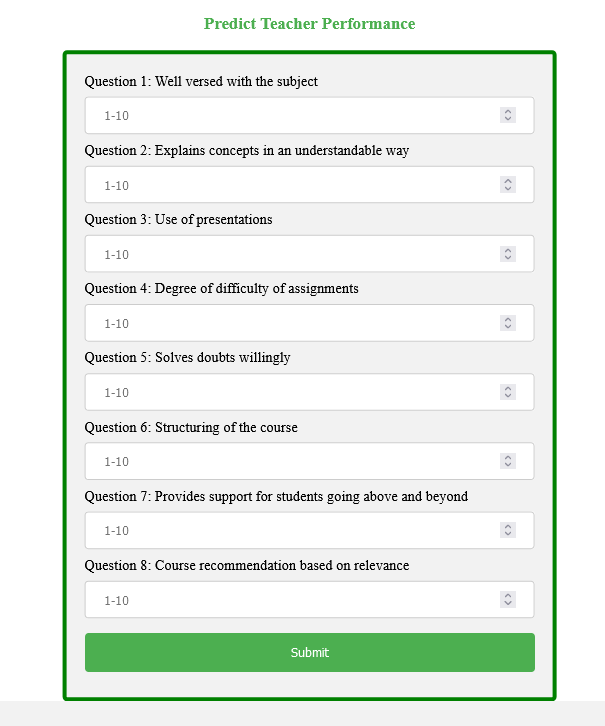 Predict Teacher Performance
Question 1: Well versed with the subject
1-10
Question 2: Explains concepts in an understandable way
1-10
Question 3: Use of presentations
1-10
Question 4: Degree of difficulty of assignments
1-10
Question 5: Solves doubts willingly
1-10
Question 6: Structuring of the course
1-10
Question 7: Provides support for students going above and beyond
1-10
Question 8: Course recommendation based on relevance
1-10
Submit